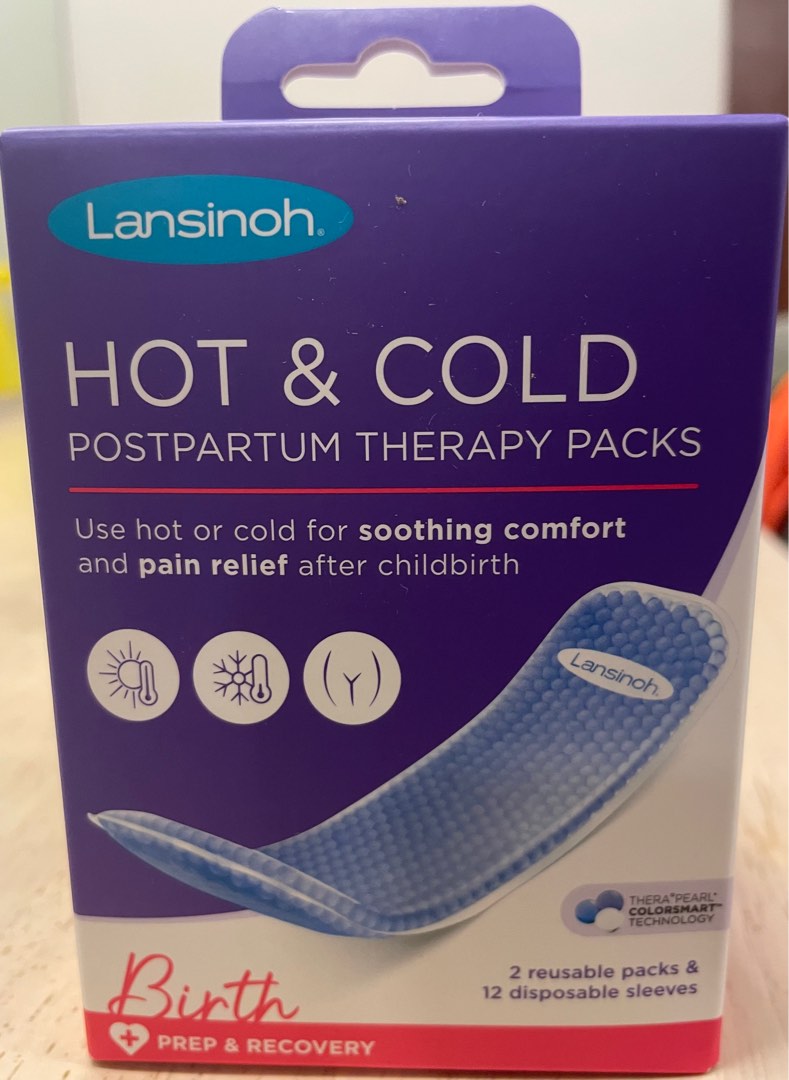 Lansinoh®
HOT & COLD
POSTPARTUM THERAPY PACKS
Use hot or cold for soothing comfort
and pain relief after childbirth
Lansinoh®
THERA°PEARL®
COLORSMART™
TECHNOLOGY
2 reusable packs &
12 disposable sleeves
Birth
PREP & RECOVERY